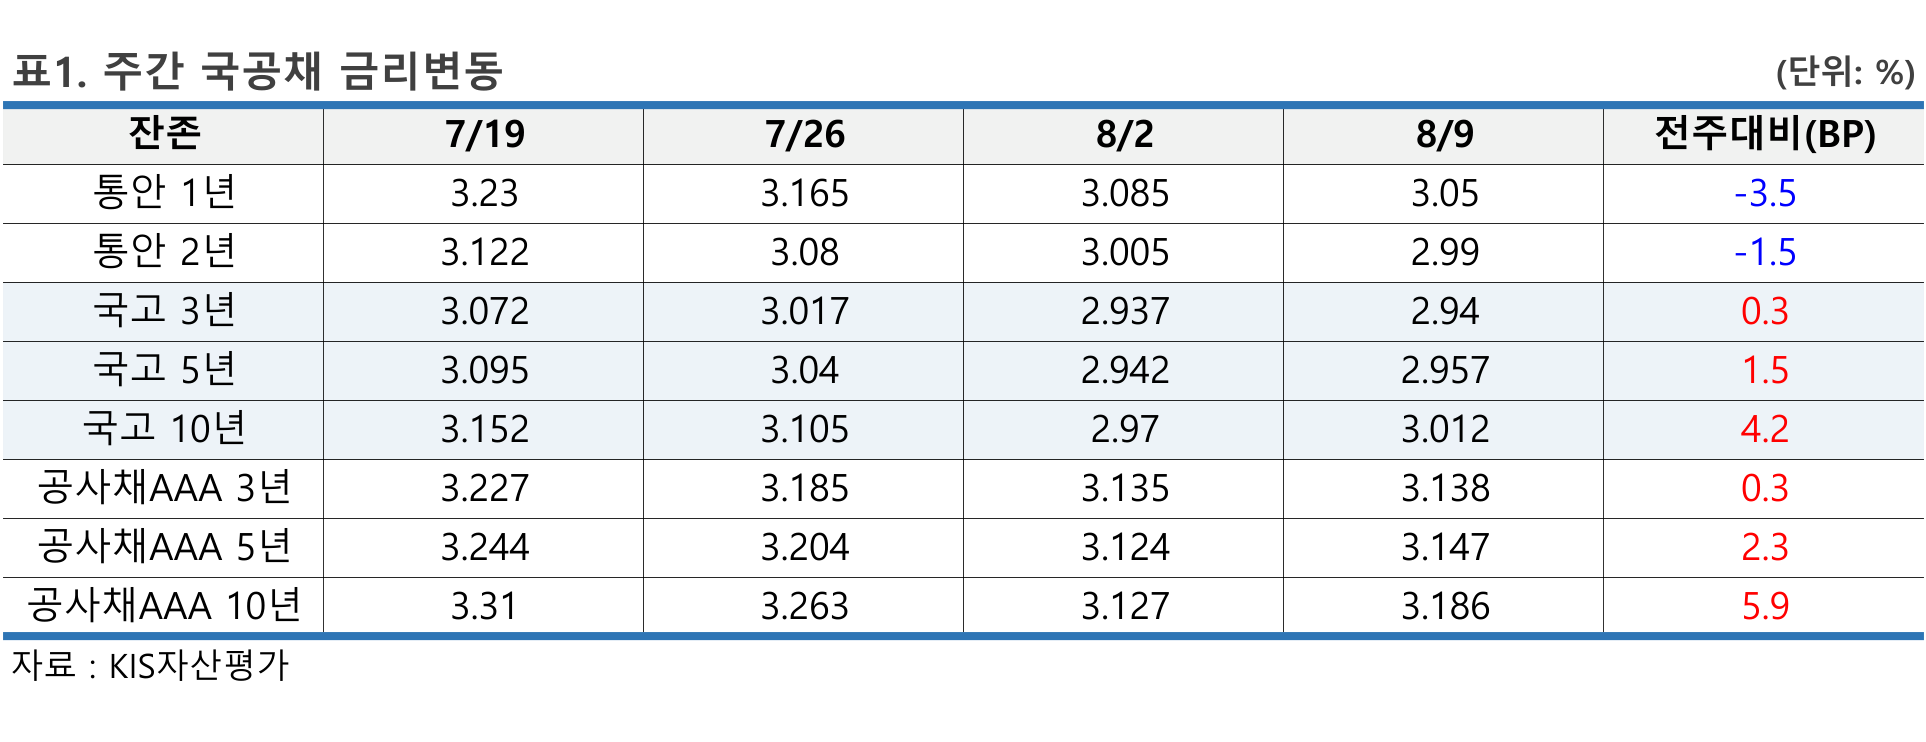 표1. 주간 국공채 금리변동 (단위: %)
잔존 7/19 7/26 8/2 8/9 전주대비(BP)
통안 1년 3.23 3.165 3.085 3.05 -3.5
통안 2년 3.122 3.08 3.005 2.99 -1.5
국고 3년 3.072 3.017 2.937 2.94 0.3
국고 5년 3.095 3.04 2.942 2.957 1.5
국고 10년 3.152 3.105 2.97 3.012 4.2
공사채AAA 3년 3.227 3.185 3.135 3.138 0.3
공사채AAA 5년 3.244 3.204 3.124 3.147 2.3
공사채AAA 10년 3.31 3.263 3.127 3.186 5.9
자료 : KIS자산평가